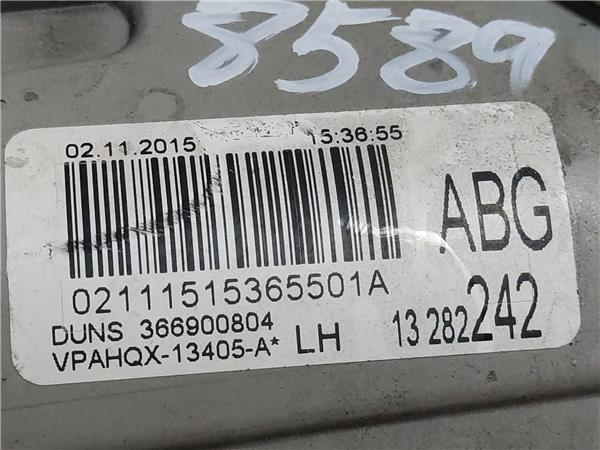 8589
02.11.2015 15:36:55
ABG
02111515365501A
DUNS 366900804
VPAHQX-13405-A* LH 13 282 242